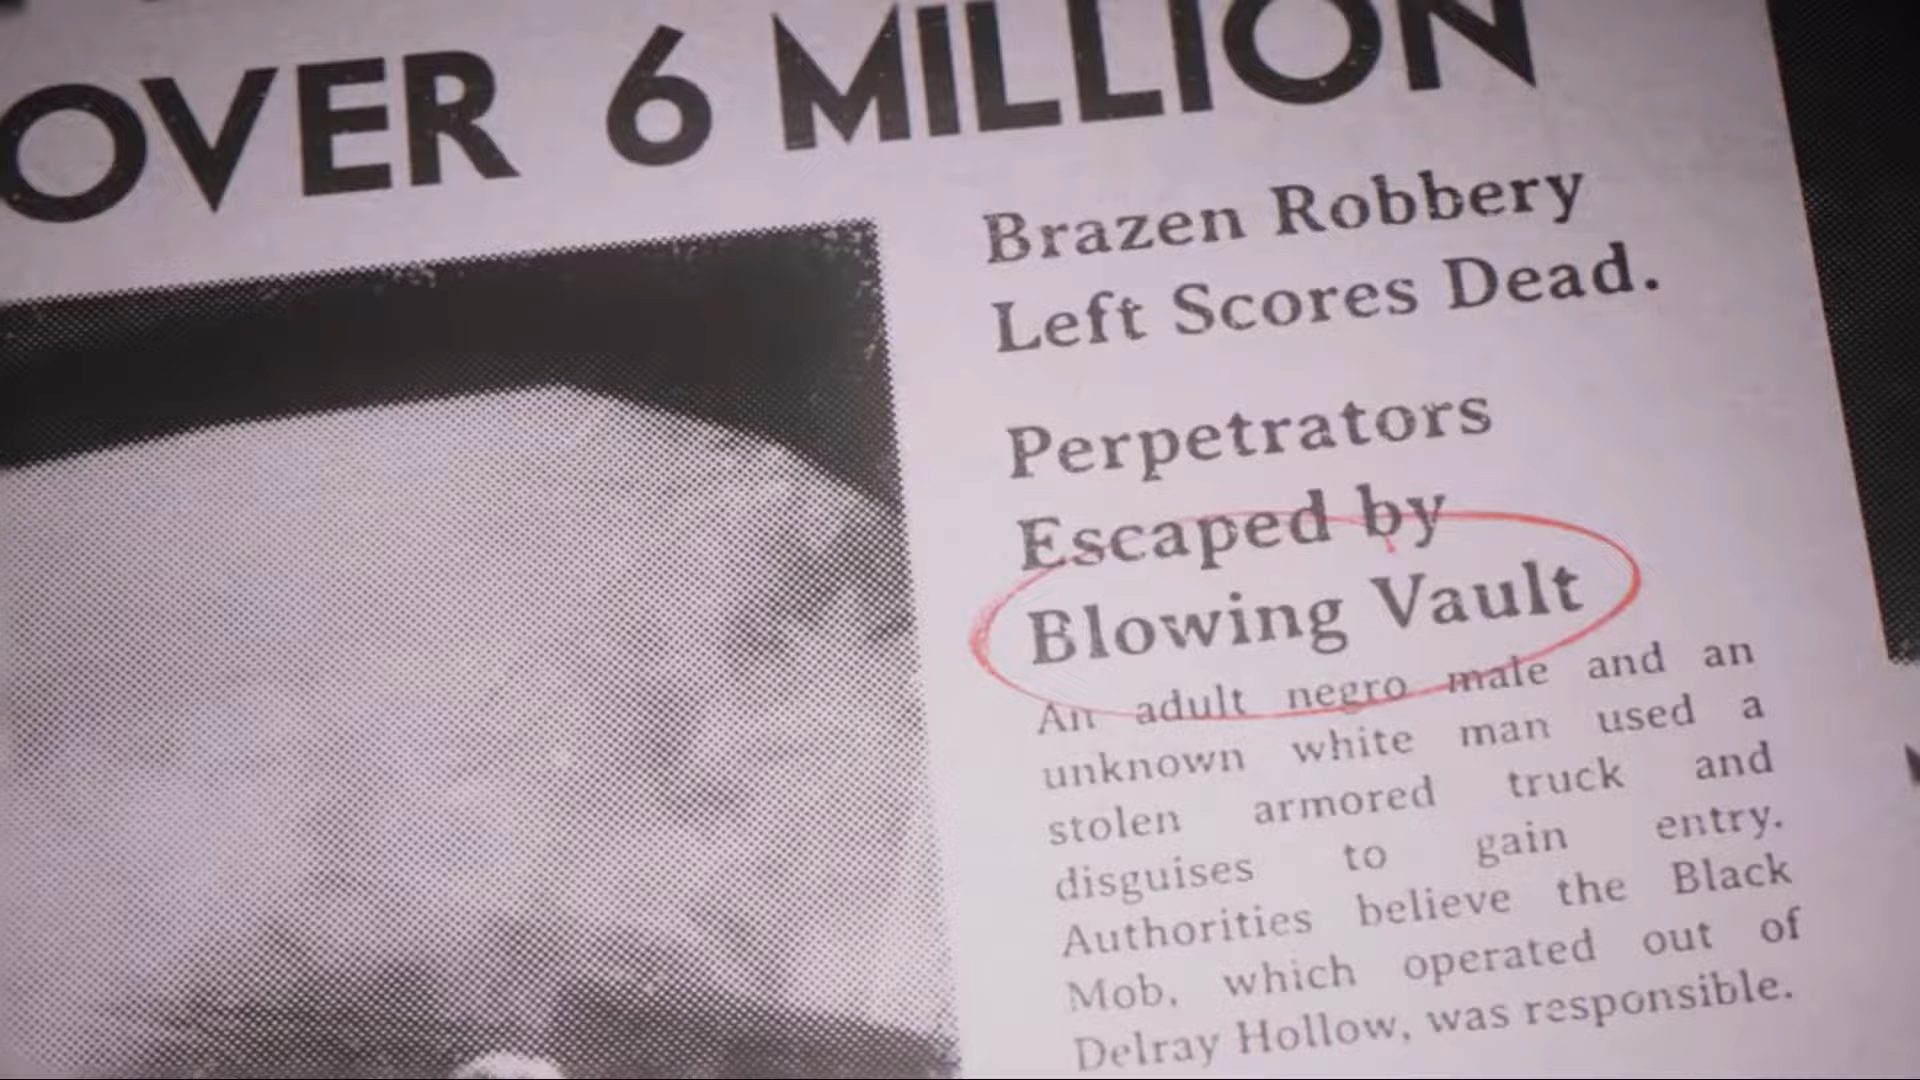 OVER 6 MILLION
Brazen Robbery
Left Scores Dead.
Perpetrators
Escaped by
Blowing Vault
An adult negro male and an
unknown white man used a
stolen armored truck and
disguises to gain entry.
Authorities believe the Black
Mob, which operated out of
Delray Hollow, was responsible.